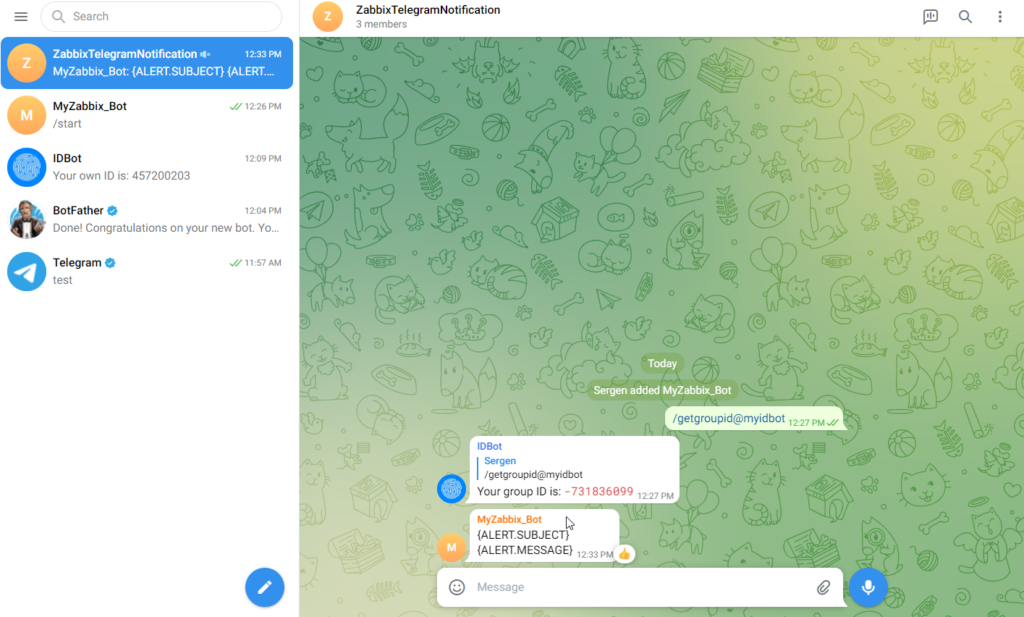 Search
Z
ZabbixTelegramNotification
12:33 PM
MyZabbix_Bot: {ALERT.SUBJECT} {ALERT....
M
MyZabbix_Bot
12:26 PM
/start
IDBot
12:09 PM
Your own ID is: 457200203
BotFather
12:04 PM
Done! Congratulations on your new bot. Yo...
Telegram
11:57 AM
test
Z
ZabbixTelegramNotification
3 members
Today
Sergen added MyZabbix_Bot
/getgroupid@myidbot 12:27 PM
IDBot
Sergen
/getgroupid@myidbot
Your group ID is: -731836099 12:27 PM
M
MyZabbix_Bot
{ALERT.SUBJECT}
{ALERT.MESSAGE} 12:33 PM
Message